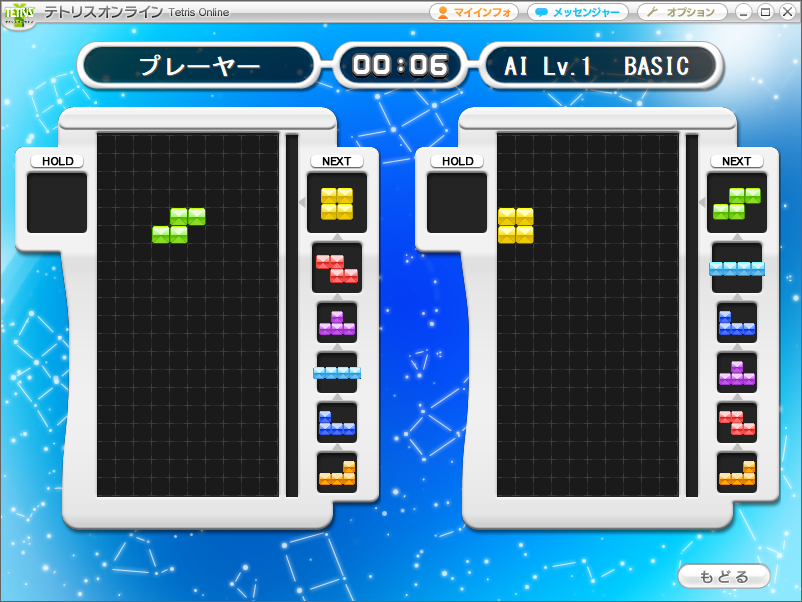 TETRIS
テトリスオンライン Tetris Online
マイインフォ
メッセンジャー
オプション
プレーヤー
00:06
AI Lv.1 BASIC
HOLD
NEXT
HOLD
NEXT
もどる